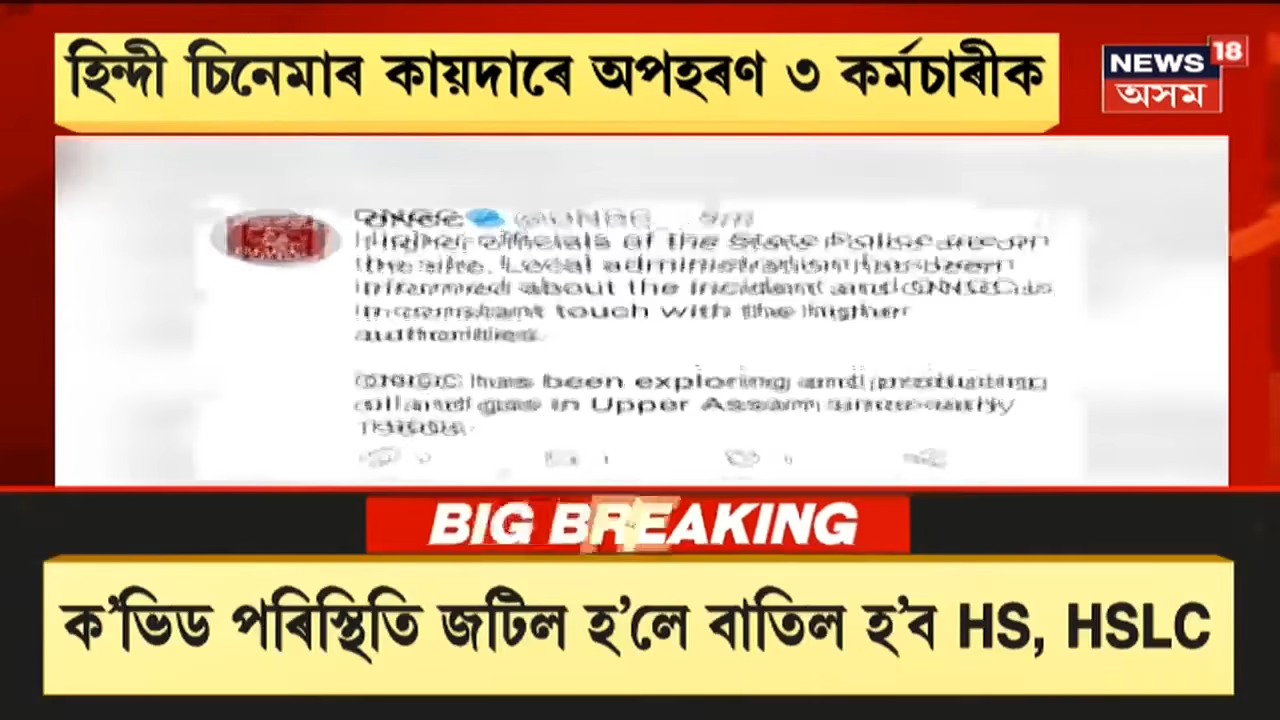 হিন্দী চিনেমাৰ কায়দাৰে অপহৰণ ৩ কৰ্মচাৰীক
NEWS 18
অসম
ONGC
Higher officials of the State Police are on
the site. Local administration has been
informed about the incident and ONGC is
in constant touch with the higher
authorities.
ONGC has been exploring and producing
oil and gas in Upper Assam since early
1960s.
BIG BREAKING
ক'ভিড পৰিস্থিতি জটিল হ'লে বাতিল হ'ব HS, HSLC